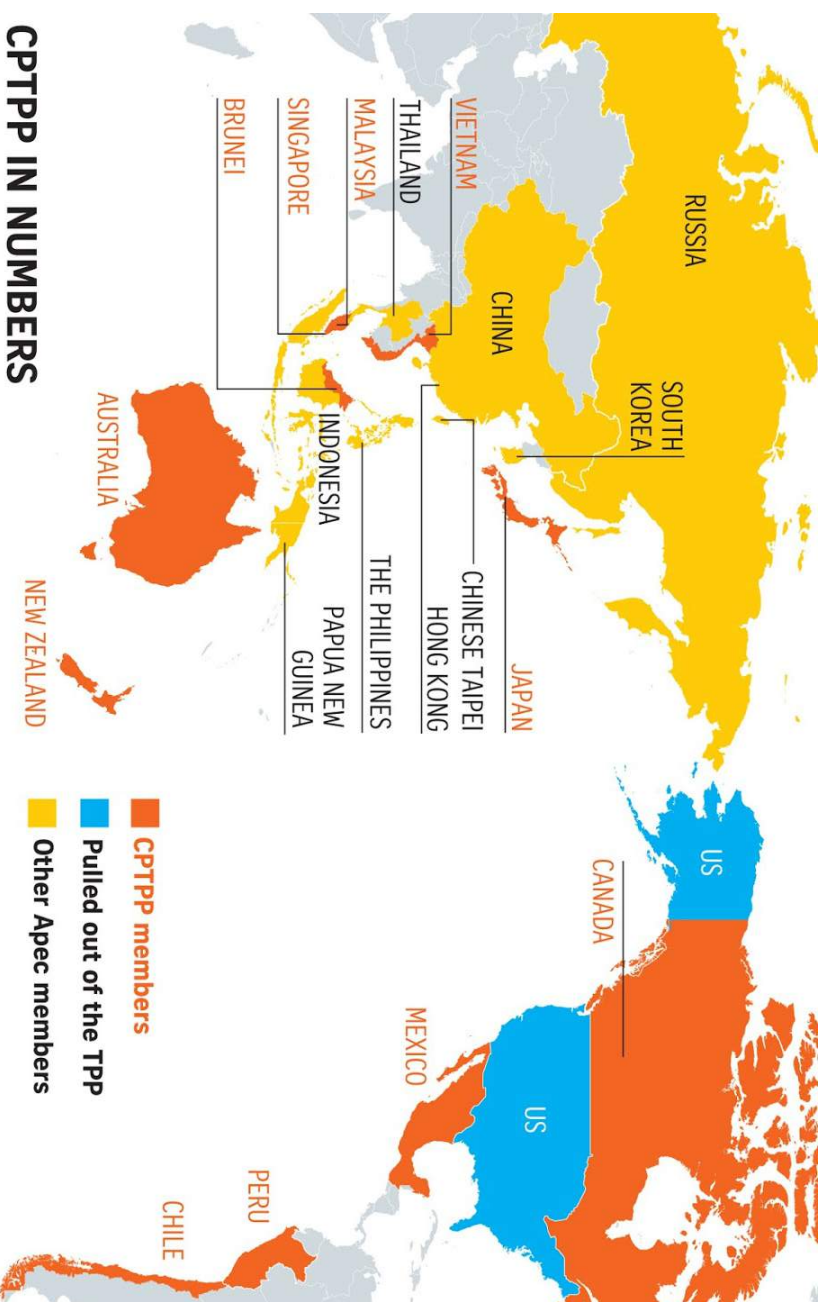 RUSSIA
CHINA
SOUTH
KOREA
VIETNAM
THAILAND
MALAYSIA
SINGAPORE
BRUNEI
JAPAN
CHINESE TAIPEI
HONG KONG
THE PHILIPPINES
INDONESIA
PAPUA NEW
GUINEA
AUSTRALIA
NEW ZEALAND
US
CANADA
US
MEXICO
PERU
CHILE
CPTPP members
Pulled out of the TPP
Other Apec members
CPTPP IN NUMBERS